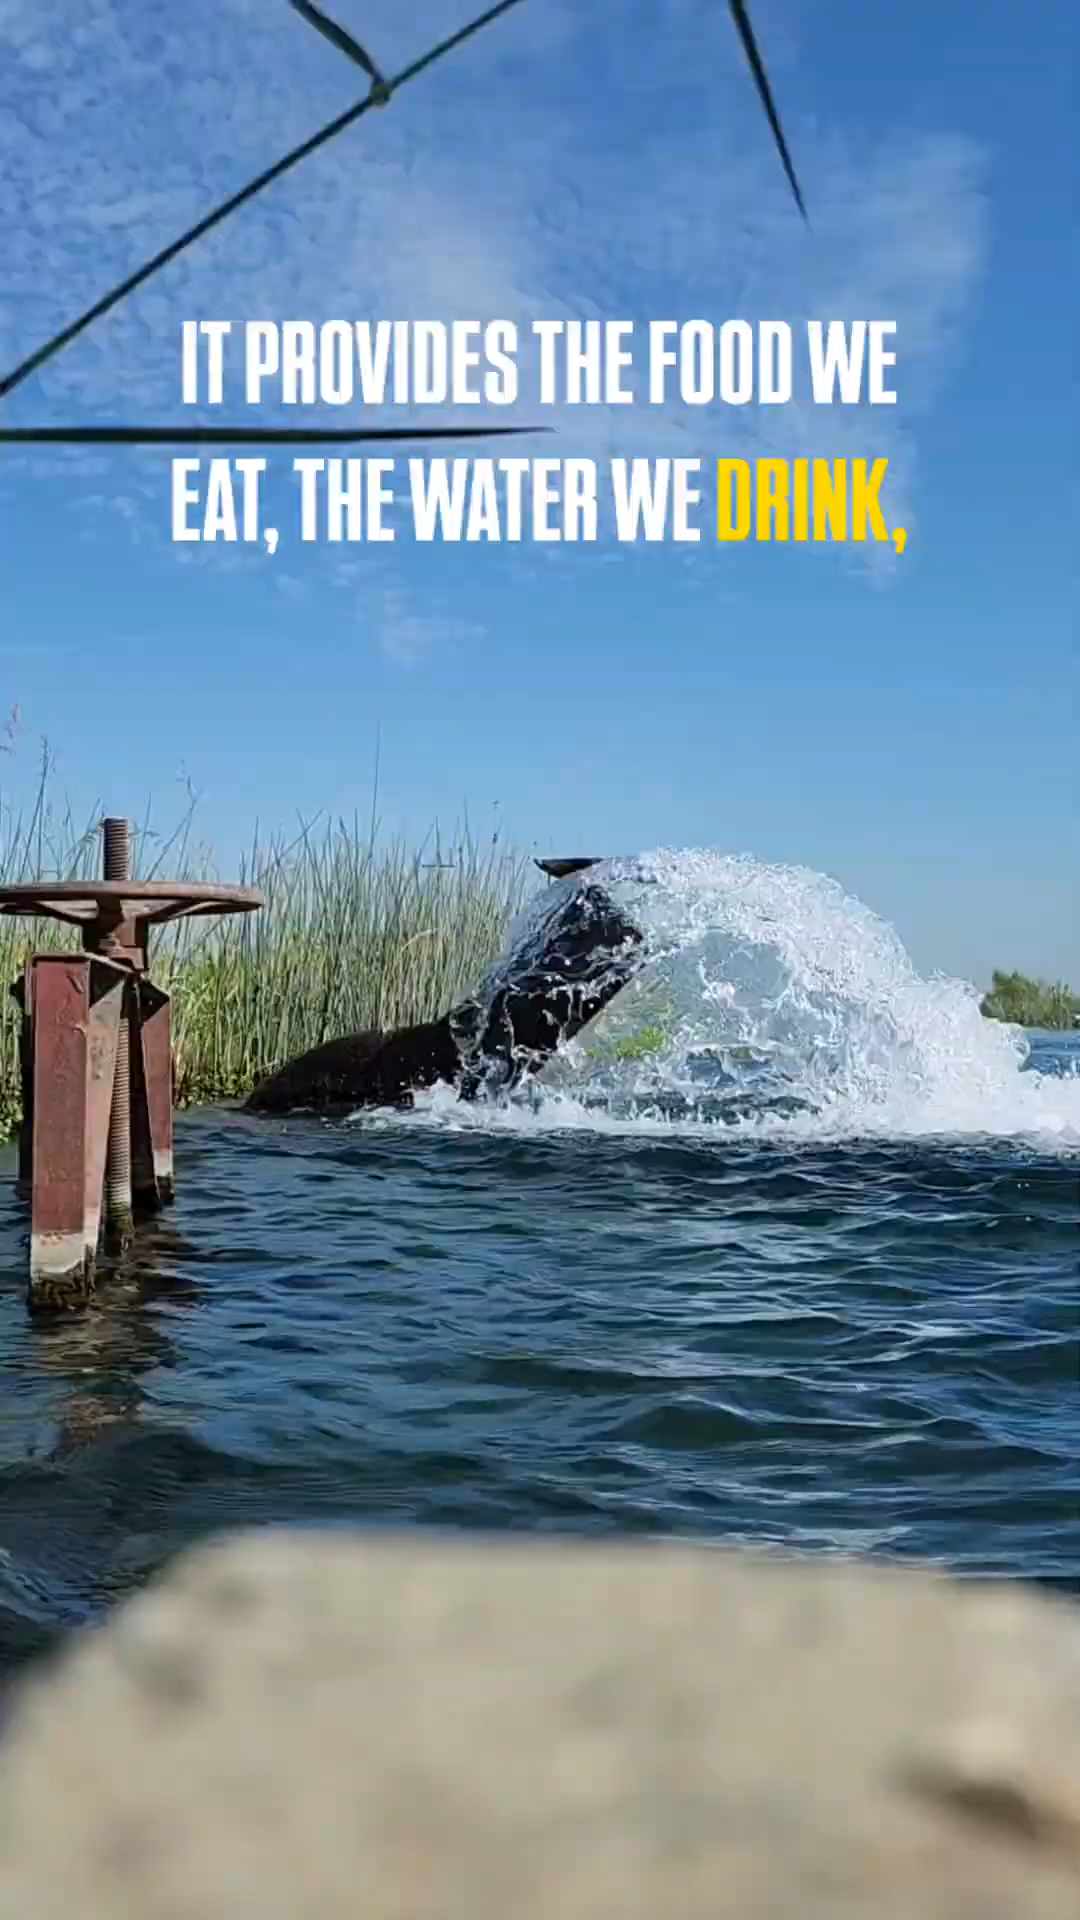 IT PROVIDES THE FOOD WE
EAT, THE WATER WE DRINK,